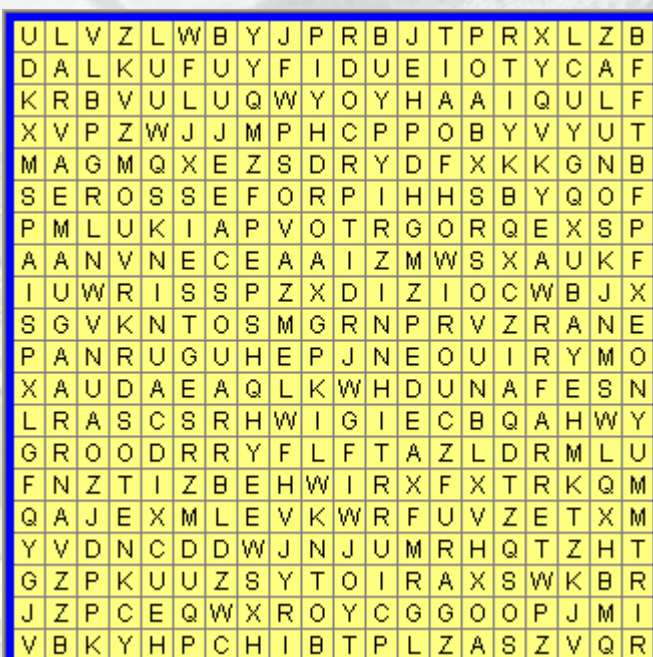 U L V Z L W B Y J P R B J T P R X L Z B
D A L K U F U Y F I D U E I O T Y C A F
K R B V U L U Q W Y O Y H A A I Q U L F
X V P Z W J J M P H C P P O B Y V Y U T
M A G M Q X E Z S D R Y D F X K K G N B
S E R O S S E F O R P I H H S B Y Q O F
P M L U K I A P V O T R G O R Q E X S P
A A N V N E C E A A I Z M W S X A U K F
I U W R I S S P Z X D I Z I O C W B J X
S G V K N T O S M G R N P R V Z R A N E
P A N R U G U H E P J N E O U I R Y M O
X A U D A E A Q L K W H D U N A F E S N
L R A S C S R H W I G I E C B Q A H W Y
G R O O D R R Y F L F T A Z L D R M L U
F N Z T I Z B E H W I R X F X T R K Q M
Q A J E X M L E V K W R F U V Z E T X M
Y V D N C D D W J N J U M R H Q T Z H T
G Z P K U U Z S Y T O I R A X S W K B R
J Z P C E Q W X R O Y C G G O O P J M I
V B K Y H P C H I B T P L Z A S Z V Q R